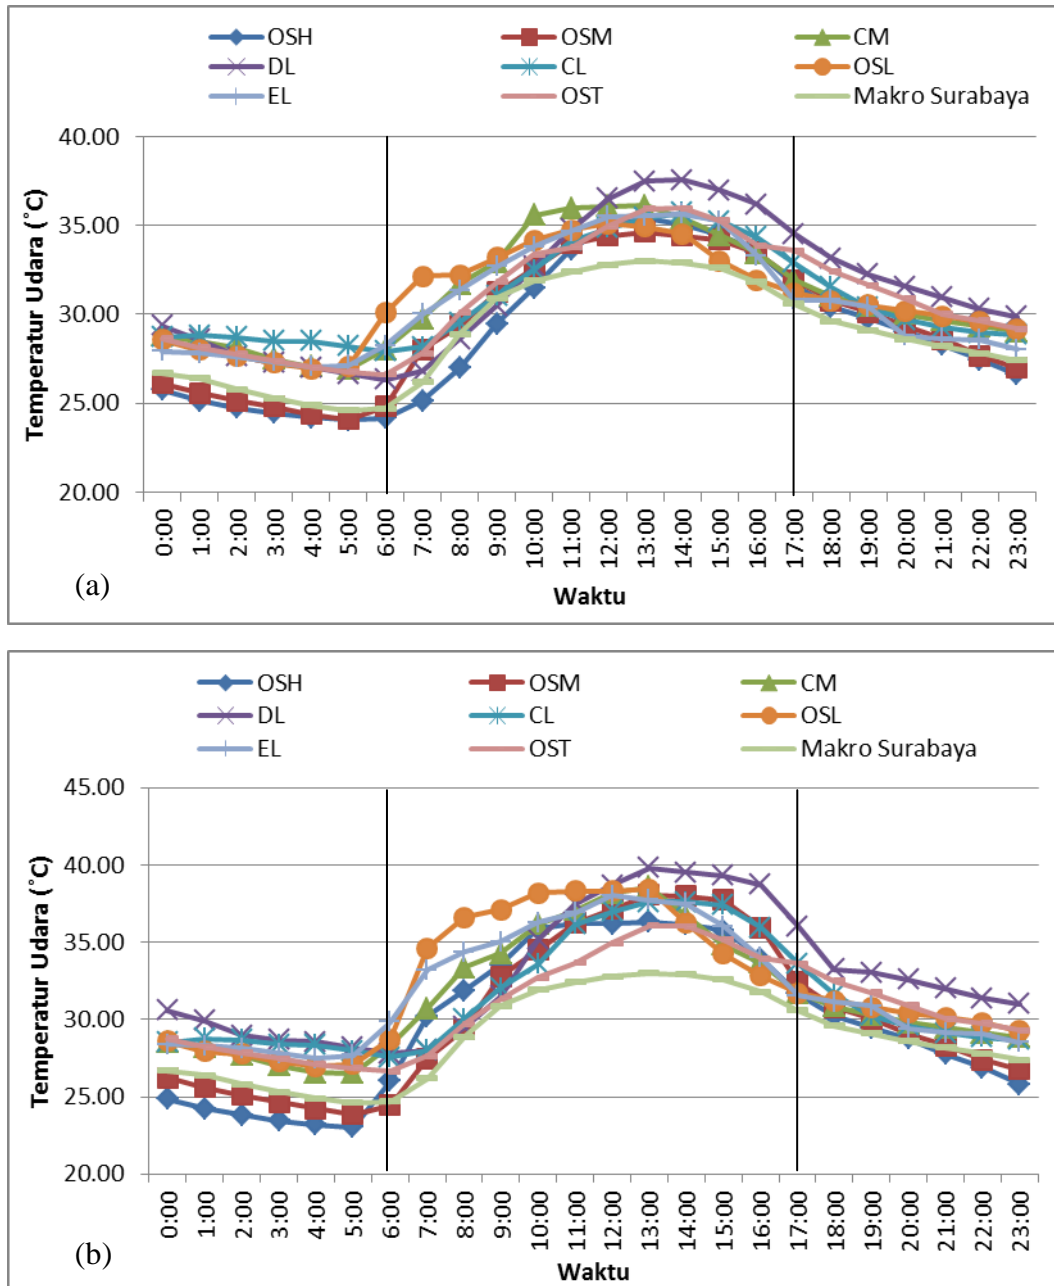 OSH OSM CM
DL CL OSL
EL OST Makro Surabaya
Temperatur Udara (˚C)
40.00
35.00
30.00
25.00
20.00
0:00 1:00 2:00 3:00 4:00 5:00 6:00 7:00 8:00 9:00 10:00 11:00 12:00 13:00 14:00 15:00 16:00 17:00 18:00 19:00 20:00 21:00 22:00 23:00
(a)
Waktu
OSH OSM CM
DL CL OSL
EL OST Makro Surabaya
Temperatur Udara (˚C)
45.00
40.00
35.00
30.00
25.00
20.00
0:00 1:00 2:00 3:00 4:00 5:00 6:00 7:00 8:00 9:00 10:00 11:00 12:00 13:00 14:00 15:00 16:00 17:00 18:00 19:00 20:00 21:00 22:00 23:00
(b)
Waktu